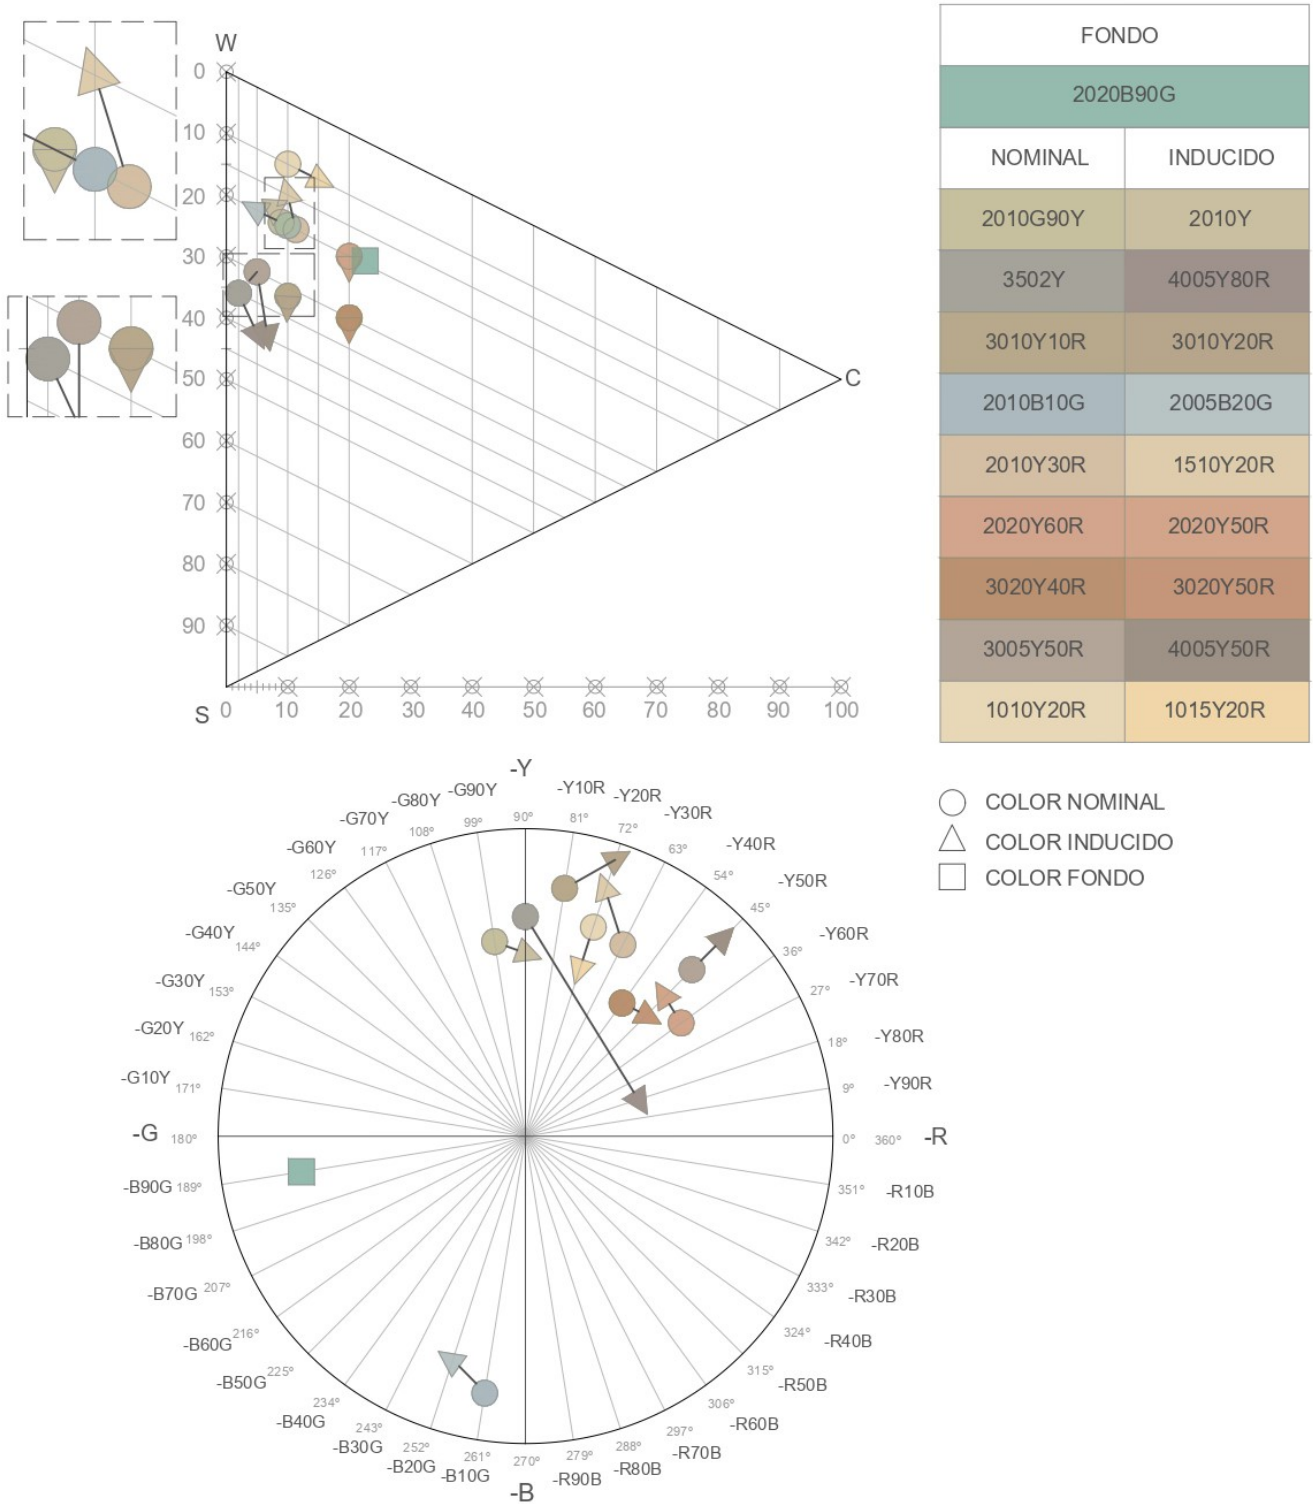 W
0
10
20
30
40
50
60
70
80
90
C
S
0 10 20 30 40 50 60 70 80 90 100
FONDO
2020B90G
NOMINAL INDUCIDO
2010G90Y 2010Y
3502Y 4005Y80R
3010Y10R 3010Y20R
2010B10G 2005B20G
2010Y30R 1510Y20R
2020Y60R 2020Y50R
3020Y40R 3020Y50R
3005Y50R 4005Y50R
1010Y20R 1015Y20R
COLOR NOMINAL
COLOR INDUCIDO
COLOR FONDO
-Y
90°
-Y10R
81°
-Y20R
72°
-Y30R
63°
-Y40R
54°
-Y50R
45°
-Y60R
36°
-Y70R
27°
-Y80R
18°
-Y90R
9°
0° 360° -R
351° -R10B
342° -R20B
333° -R30B
324° -R40B
315° -R50B
306° -R60B
297° -R70B
288° -R80B
279° -R90B
270°
-B
261° -B10G
252° -B20G
243° -B30G
234° -B40G
-B50G 225°
-B60G 216°
-B70G 207°
-B80G 198°
-B90G 189°
-G 180°
-G10Y 171°
-G20Y 162°
-G30Y 153°
-G40Y 144°
-G50Y 135°
-G60Y 126°
-G70Y 117°
-G80Y 108°
-G90Y 99°